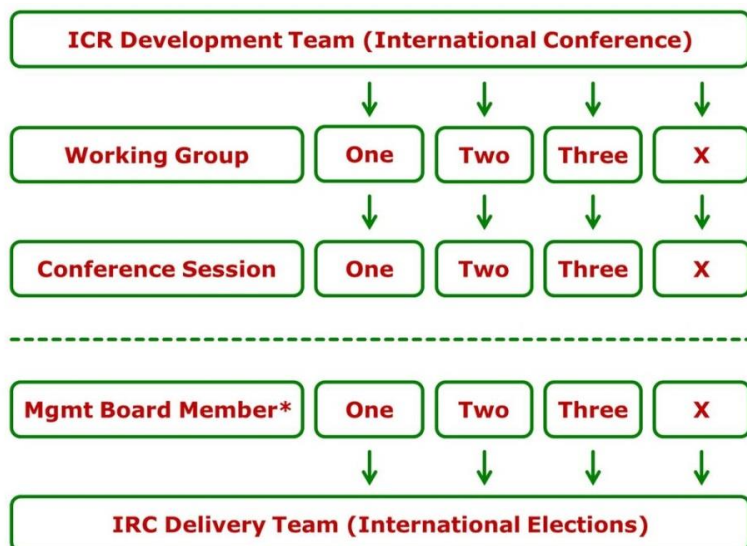 ICR Development Team (International Conference)
Working Group One Two Three X
Conference Session One Two Three X
Mgmt Board Member* One Two Three X
IRC Delivery Team (International Elections)